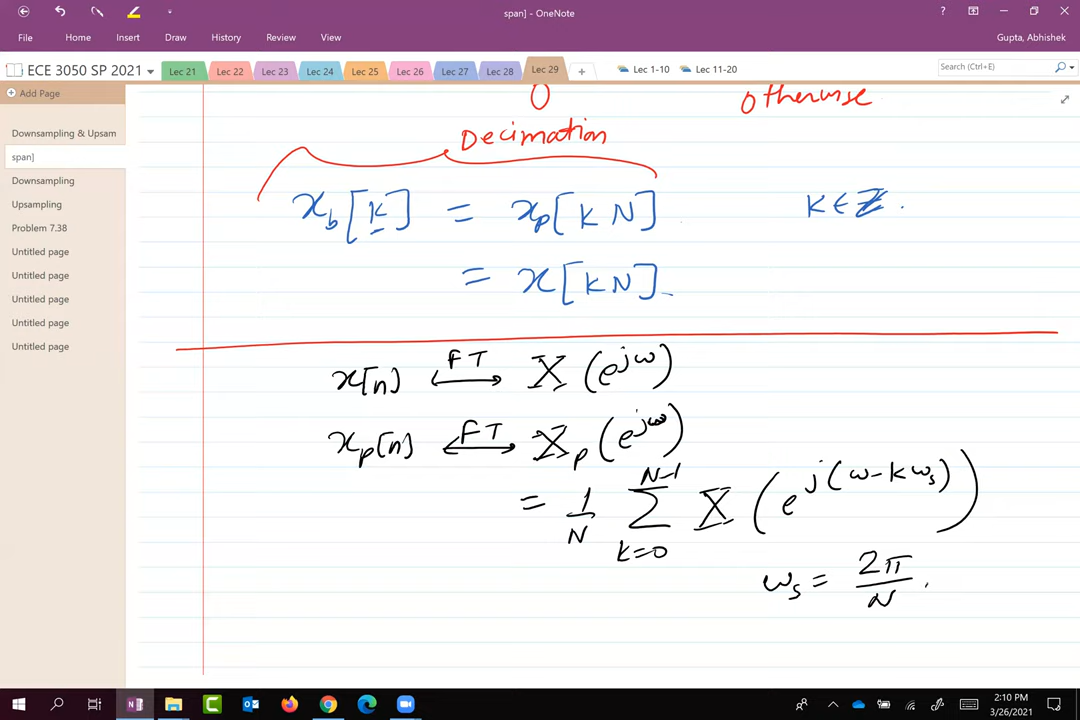 span] - OneNote
Gupta, Abhishek
File Home Insert Draw History Review View
ECE 3050 SP 2021
Lec 21 Lec 22 Lec 23 Lec 24 Lec 25 Lec 26 Lec 27 Lec 28 Lec 29 Lec 1-10 Lec 11-20
Search (Ctrl+E)
Add Page
Downsampling & Upsam
span]
Downsampling
Upsampling
Problem 7.38
Untitled page
Untitled page
Untitled page
Untitled page
Untitled page
0 otherwise
Decimation
x_b[k] = x_p[kN] k∈ℤ.
= x[kN].
x[n] ⟷FT X(e^{jω})
x_p[n] ⟷FT X_p(e^{jω})
= 1/N ∑_{k=0}^{N-1} X(e^{j(ω-kω_s)})
ω_s = 2π/N.
2:10 PM
3/26/2021